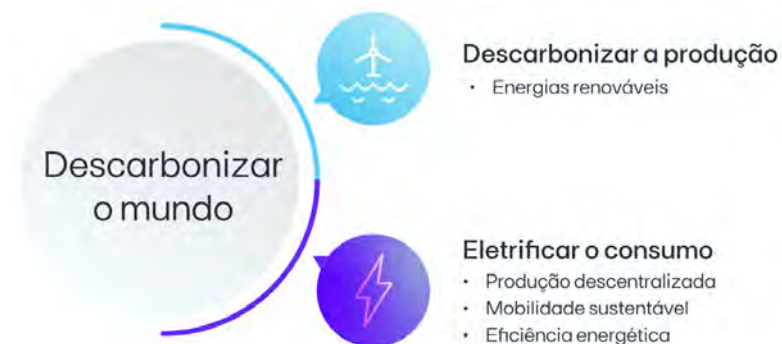 Descarbonizar
o mundo
Descarbonizar a produção
• Energias renováveis
Eletrificar o consumo
• Produção descentralizada
• Mobilidade sustentável
• Eficiência energética